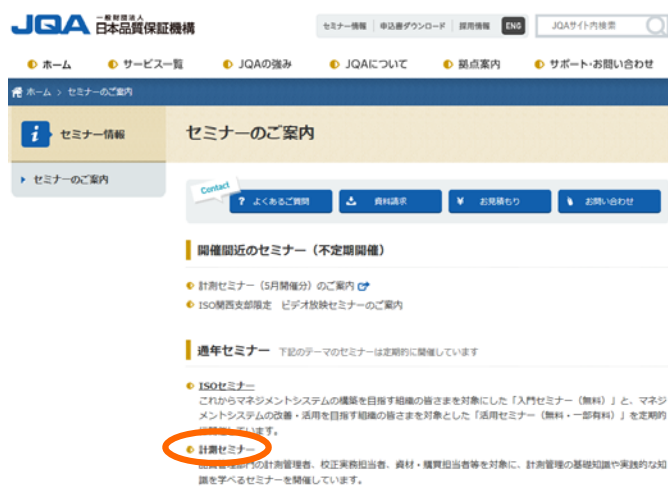 JQA 一般財団法人
日本品質保証機構
セミナー情報 申込書ダウンロード 採用情報 ENG JQAサイト内検索
ホーム サービス一覧 JQAの強み JQAについて 拠点案内 サポート・お問い合わせ
ホーム > セミナーのご案内
i セミナー情報
セミナーのご案内
セミナーのご案内
Contact
? よくあるご質問 資料請求 ¥ お見積もり お問い合わせ
開催間近のセミナー（不定期開催）
計測セミナー（5月開催分）のご案内
ISO関西支部限定 ビデオ放映セミナーのご案内
通年セミナー 下記のテーマのセミナーは定期的に開催しています
ISOセミナー
これからマネジメントシステムの構築を目指す組織の皆さまを対象にした「入門セミナー（無料）」と、マネジ
メントシステムの改善・活用を目指す組織の皆さまを対象とした「活用セミナー（無料・一部有料）」を定期的
に開催しています。
計測セミナー
品質管理部門の計測管理者、校正実務担当者、資材・購買担当者等を対象に、計測管理の基礎知識や実践的な知
識を学べるセミナーを開催しています。